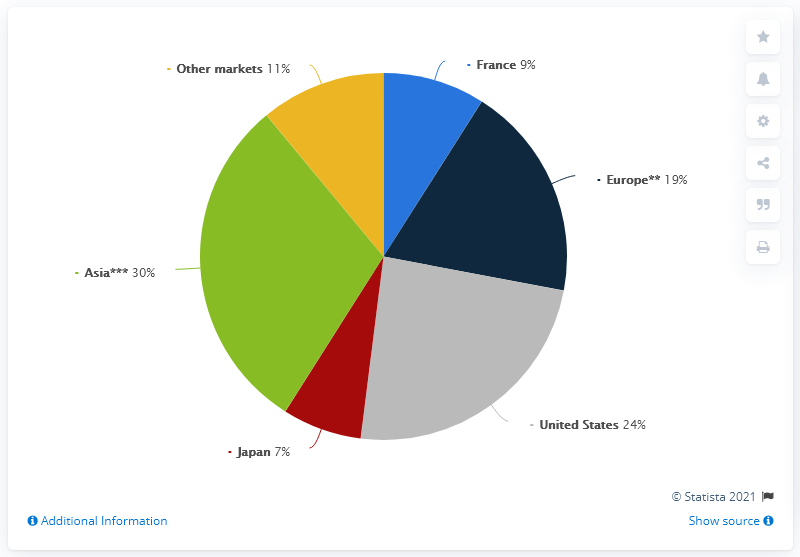 Other markets 11%
France 9%
Europe** 19%
Asia*** 30%
United States 24%
Japan 7%
© Statista 2021
Additional Information
Show source